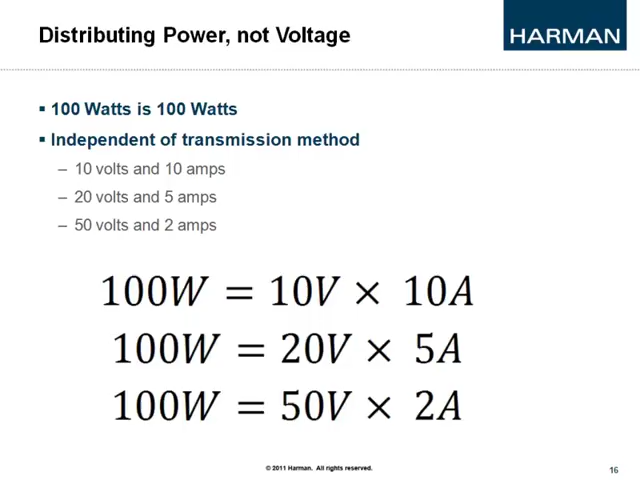 Distributing Power, not Voltage
HARMAN
▪ 100 Watts is 100 Watts
▪ Independent of transmission method
– 10 volts and 10 amps
– 20 volts and 5 amps
– 50 volts and 2 amps
100W = 10V × 10A
100W = 20V × 5A
100W = 50V × 2A
© 2011 Harman. All rights reserved.
16